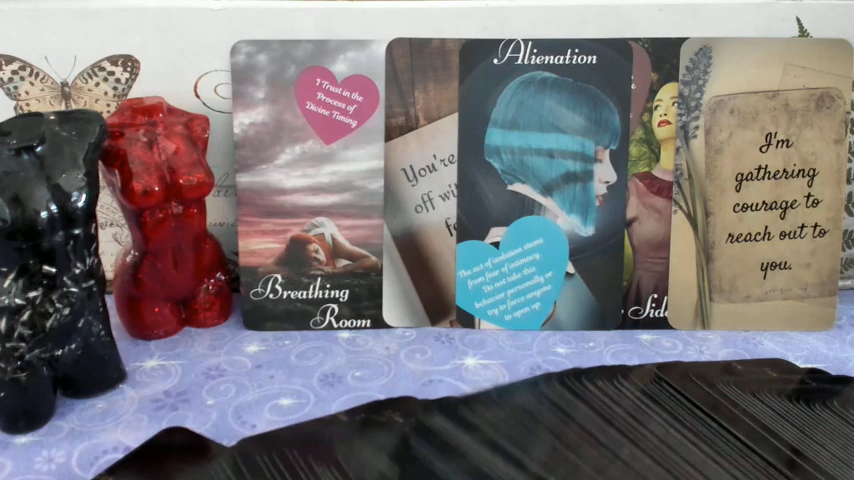 I Trust in the
Process of
Divine Timing
Breathing
Room
You're
off wi
fo
Alienation
The act of isolation stems
from fear of intimacy.
Do not take this
behavior personally or
try to force anyone
to open up.
Sid
I'm
gathering
courage to
reach out to
you.